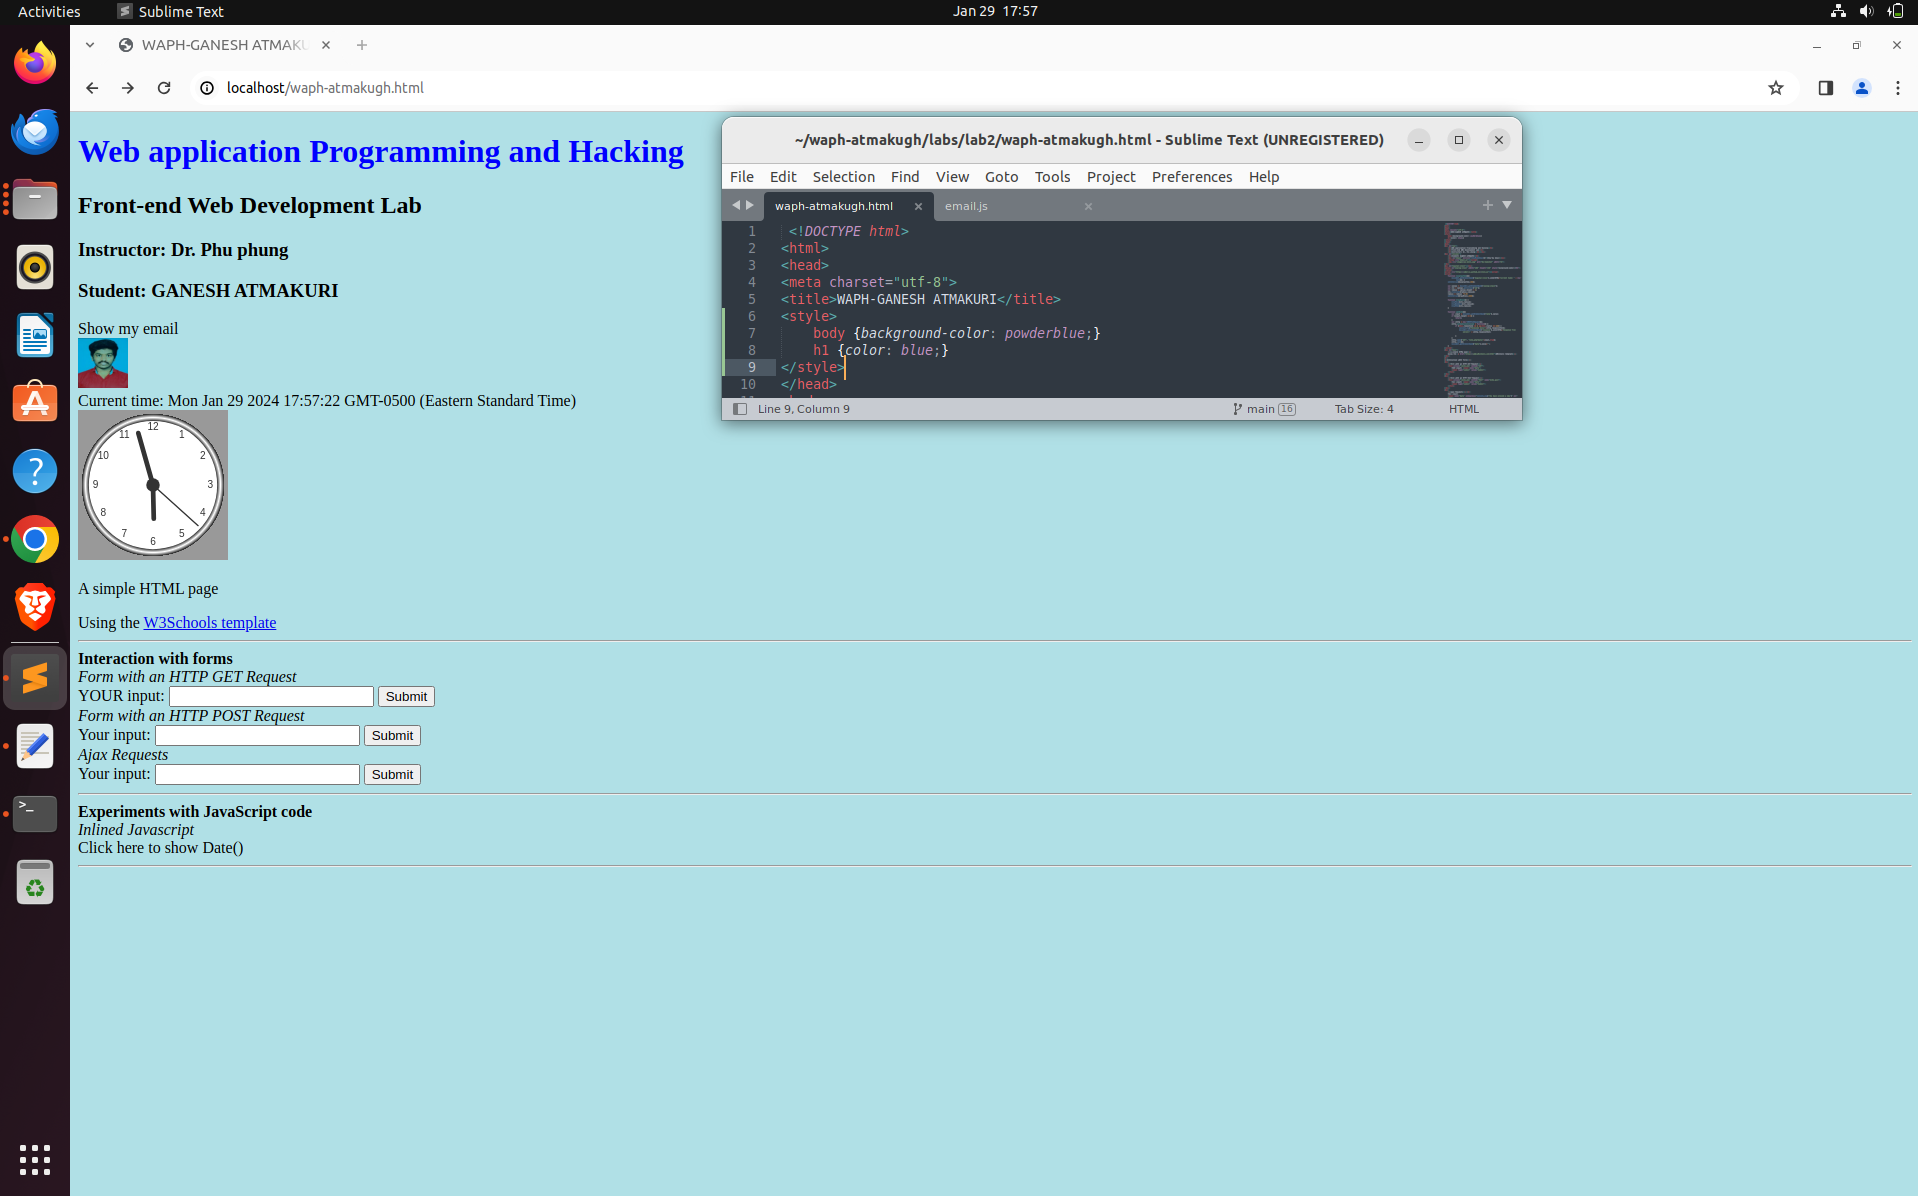 Activities
Sublime Text
Jan 29 17:57
WAPH-GANESH ATMAKU
localhost/waph-atmakugh.html
Web application Programming and Hacking
Front-end Web Development Lab
Instructor: Dr. Phu phung
Student: GANESH ATMAKURI
Show my email
Current time: Mon Jan 29 2024 17:57:22 GMT-0500 (Eastern Standard Time)
12
11
1
10
2
9
3
8
4
7
5
6
A simple HTML page
Using the W3Schools template
Interaction with forms
Form with an HTTP GET Request
YOUR input: Submit
Form with an HTTP POST Request
Your input: Submit
Ajax Requests
Your input: Submit
Experiments with JavaScript code
Inlined Javascript
Click here to show Date()
~/waph-atmakugh/labs/lab2/waph-atmakugh.html - Sublime Text (UNREGISTERED)
File Edit Selection Find View Goto Tools Project Preferences Help
waph-atmakugh.html
email.js
1 <!DOCTYPE html>
2 <html>
3 <head>
4 <meta charset="utf-8">
5 <title>WAPH-GANESH ATMAKURI</title>
6 <style>
7 body {background-color: powderblue;}
8 h1 {color: blue;}
9 </style>
10 </head>
Line 9, Column 9
main 16
Tab Size: 4
HTML